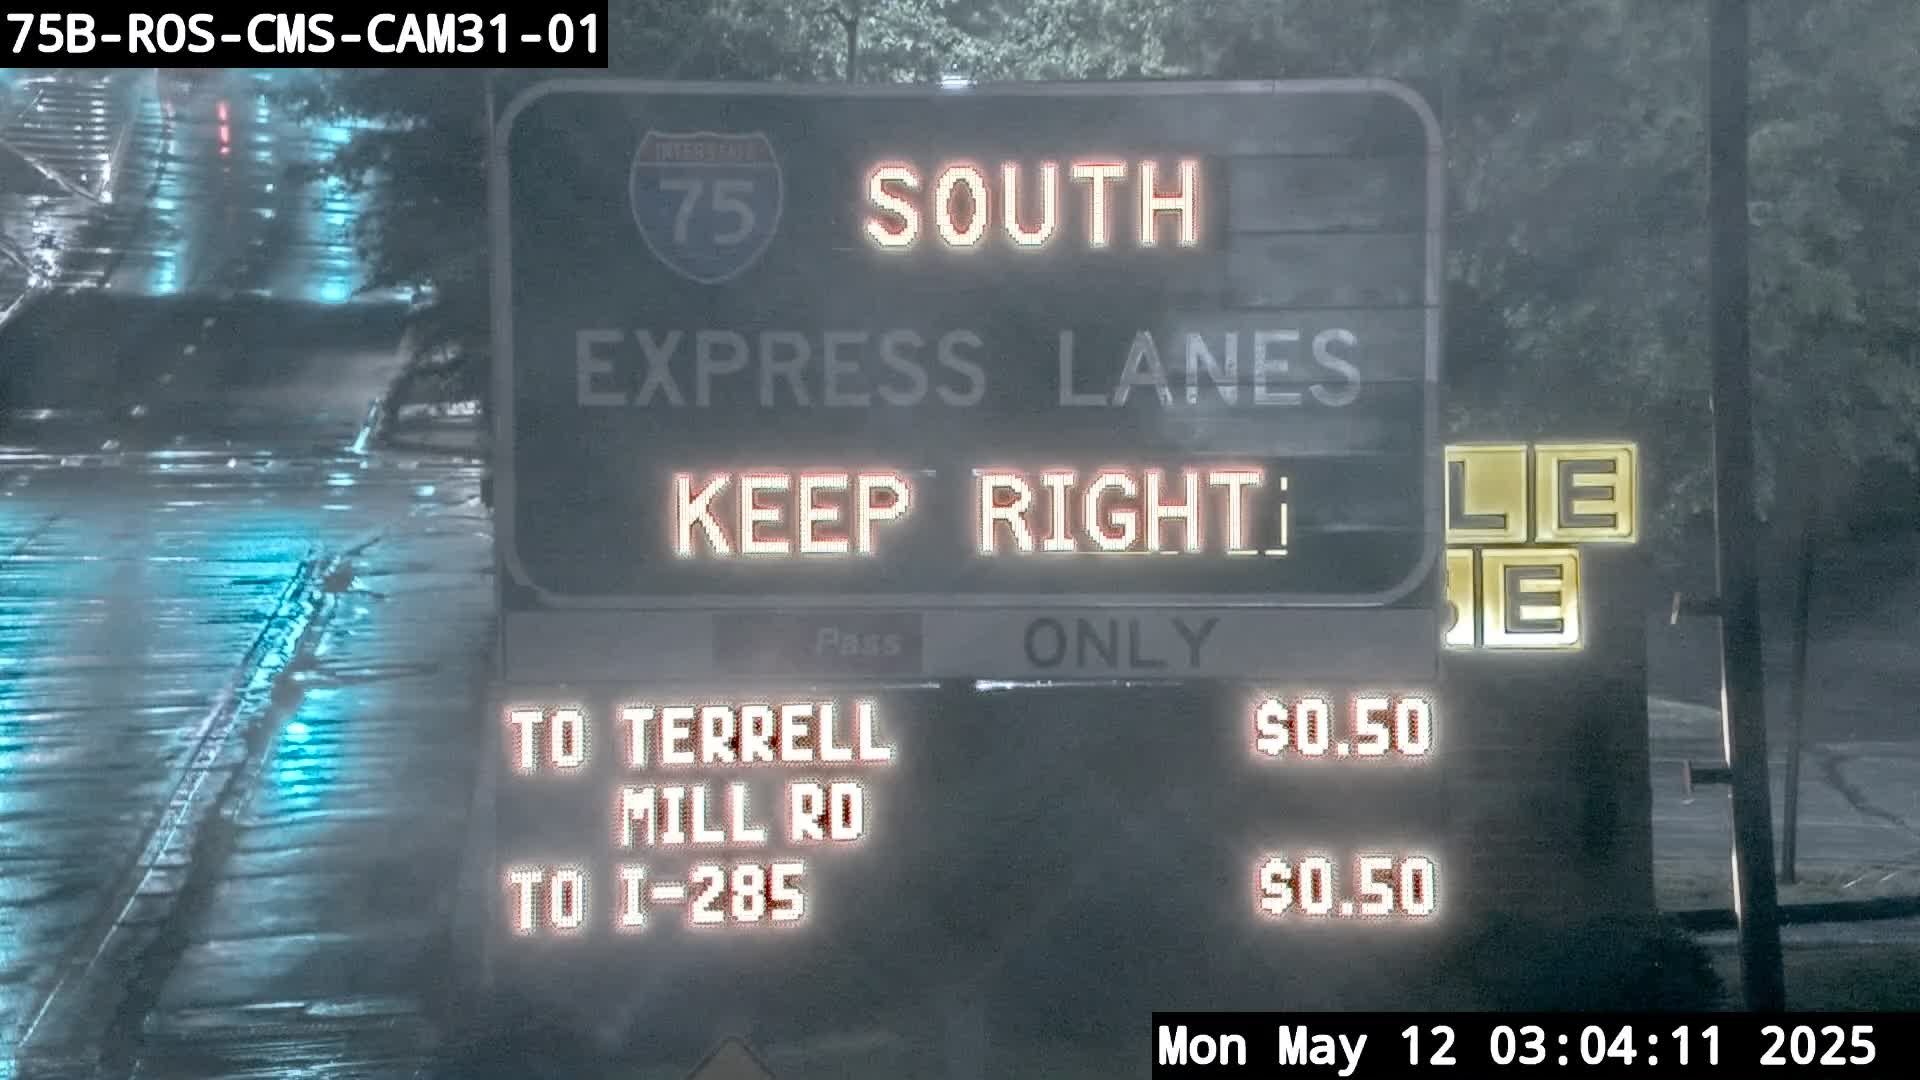 75B-ROS-CMS-CAM31-01
INTERSTATE
75
SOUTH
EXPRESS LANES
KEEP RIGHT
LE
E
Pass ONLY
TO TERRELL $0.50
MILL RD
TO I-285 $0.50
Mon May 12 03:04:11 2025